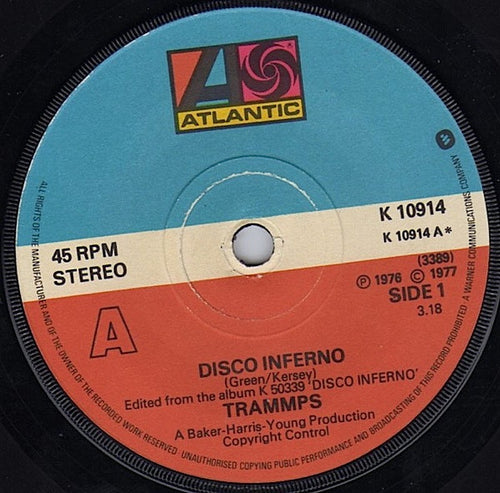 ATLANTIC
K 10914
K 10914 A*
45 RPM
STEREO
(3389)
Ⓟ 1976 © 1977
SIDE 1
3.18
A
DISCO INFERNO
(Green/Kersey)
Edited from the album K 50339 'DISCO INFERNO'
TRAMMPS
A Baker-Harris-Young Production
Copyright Control
ALL RIGHTS OF THE MANUFACTURER AND OF THE OWNER OF THE RECORDED WORK RESERVED. UNAUTHORISED COPYING PUBLIC PERFORMANCE AND BROADCASTING OF THIS RECORD PROHIBITED. A WARNER COMMUNICATIONS COMPANY